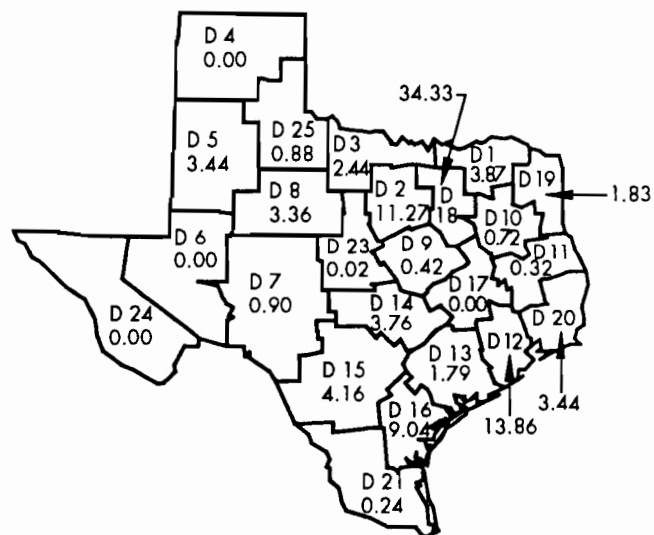 D 4
0.00
34.33
D 25
0.88
D 5
3.44
D 3
2.44
D 1
3.87
D 19
1.83
D 8
3.36
D 2
11.27
D
18
D 10
0.72
D 6
0.00
D 23
0.02
D 9
0.42
D 11
0.32
D 7
0.90
D 17
0.00
D 24
0.00
D 14
3.76
D 20
3.44
D 12
13.86
D 13
1.79
D 15
4.16
D 16
9.04
D 21
0.24